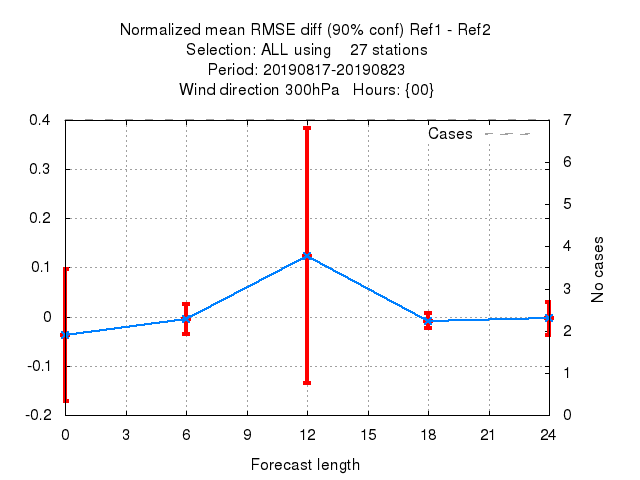 Normalized mean RMSE diff (90% conf) Ref1 - Ref2
Selection: ALL using    27 stations
Period: 20190817-20190823
Wind direction 300hPa   Hours: {00}
0.4
0.3
0.2
0.1
0
-0.1
-0.2
Cases
7
6
5
4
3
2
1
0
No cases
0 3 6 9 12 15 18 21 24
Forecast length